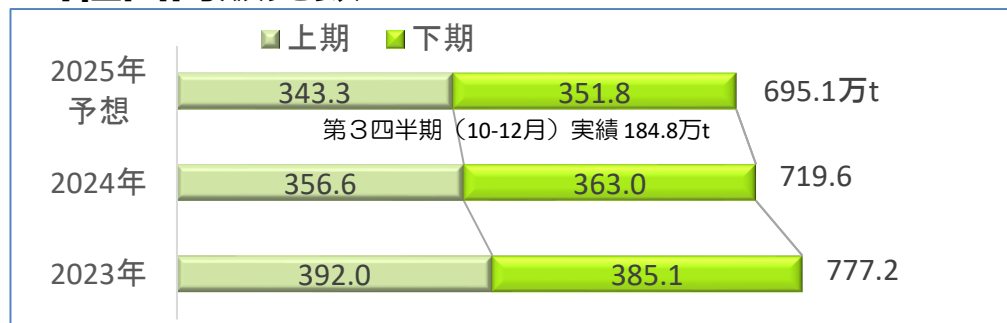 上期 下期
2025年
予想
343.3 351.8 695.1万t
第3四半期（10-12月）実績 184.8万t
2024年 356.6 363.0 719.6
2023年 392.0 385.1 777.2